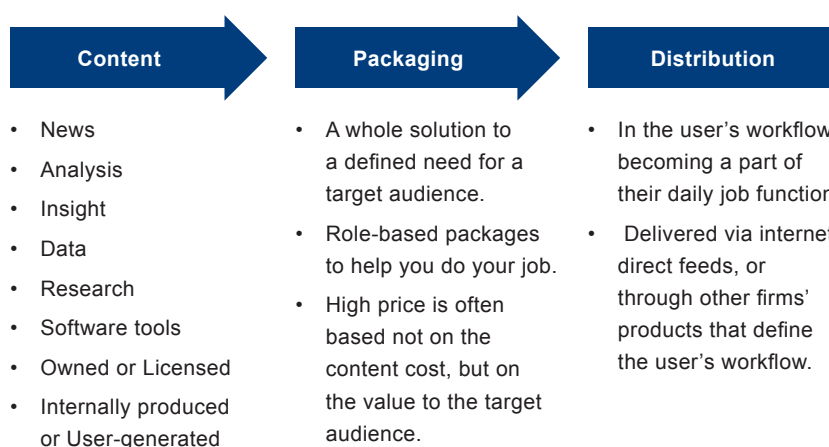 Content
• News
• Analysis
• Insight
• Data
• Research
• Software tools
• Owned or Licensed
• Internally produced
or User-generated
Packaging
• A whole solution to
a defined need for a
target audience.
• Role-based packages
to help you do your job.
• High price is often
based not on the
content cost, but on
the value to the target
audience.
Distribution
• In the user’s workflow
becoming a part of
their daily job function
• Delivered via internet
direct feeds, or
through other firms’
products that define
the user’s workflow.